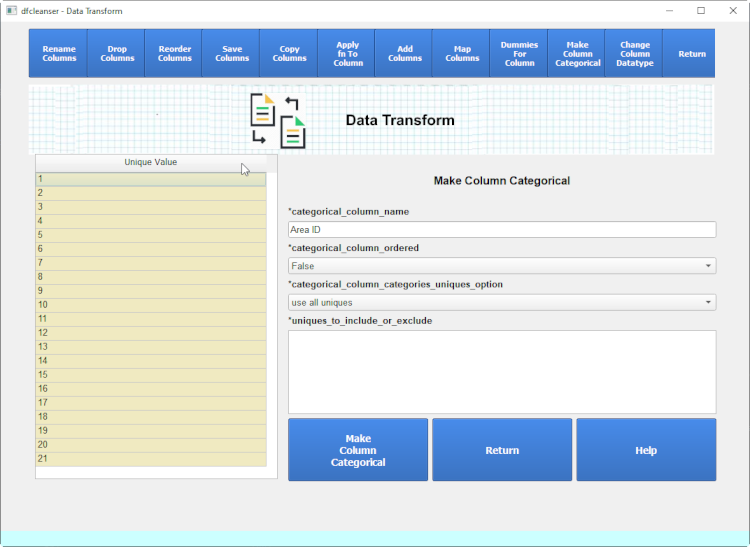 dfcleanser - Data Transform
Rename
Columns
Drop
Columns
Reorder
Columns
Save
Columns
Copy
Columns
Apply
fn To
Column
Add
Columns
Map
Columns
Dummies
For
Column
Make
Column
Categorical
Change
Column
Datatype
Return
Data Transform
Unique Value
1
2
3
4
5
6
7
8
9
10
11
12
13
14
15
16
17
18
19
20
21
Make Column Categorical
*categorical_column_name
Area ID
*categorical_column_ordered
False
*categorical_column_categories_uniques_option
use all uniques
*uniques_to_include_or_exclude
Make
Column
Categorical
Return
Help